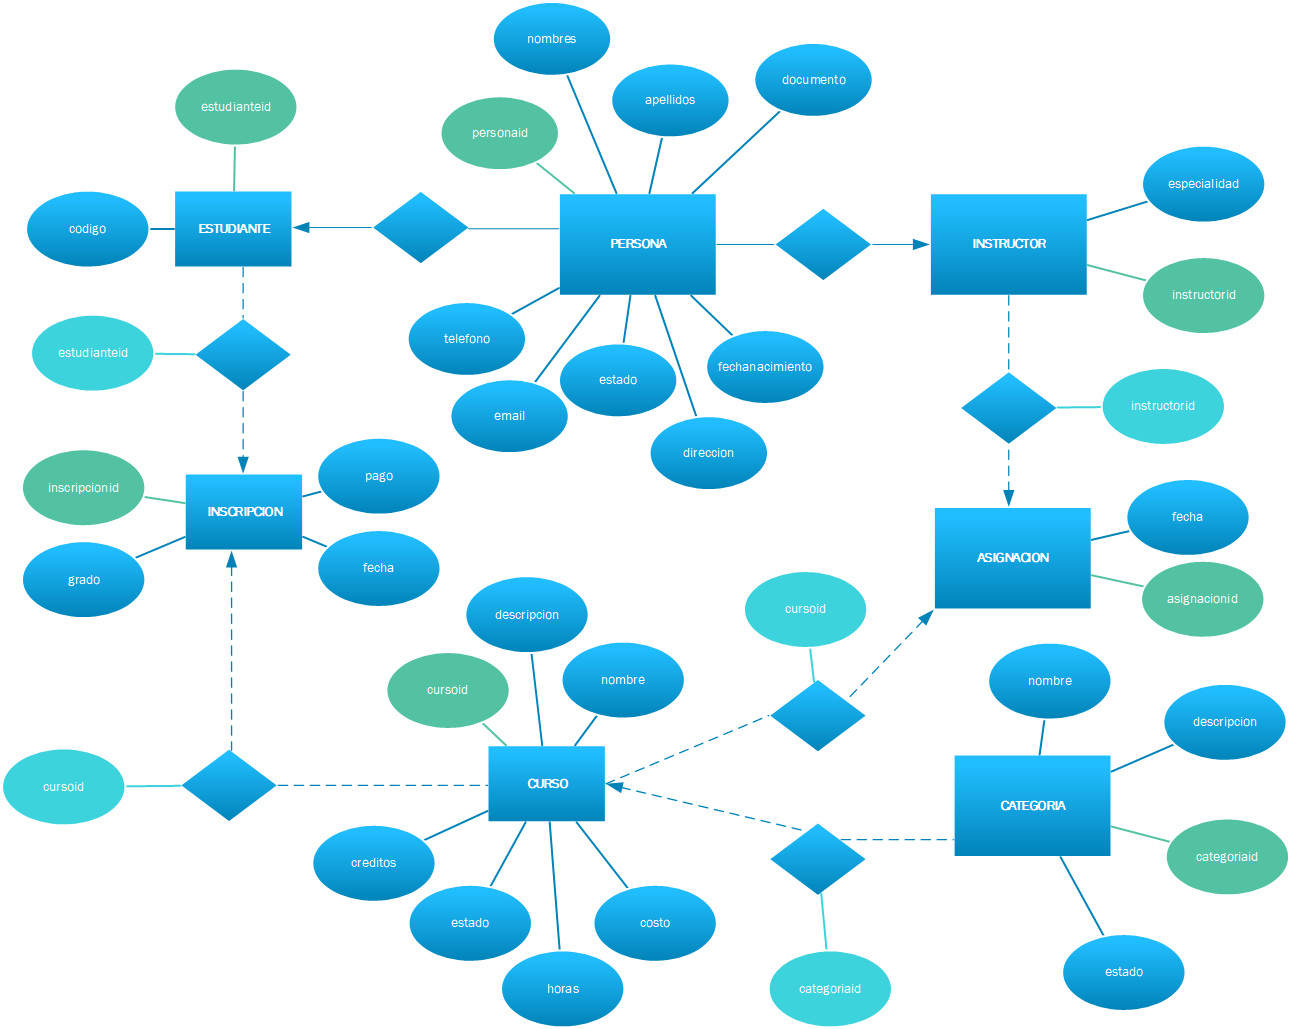 nombres
documento
apellidos
estudianteid
personaid
especialidad
codigo
ESTUDIANTE
PERSONA
INSTRUCTOR
instructorid
telefono
estudianteid
fechanacimiento
estado
instructorid
email
direccion
pago
inscripcionid
INSCRIPCION
fecha
ASIGNACION
fecha
grado
asignacionid
descripcion
cursoid
nombre
nombre
cursoid
descripcion
cursoid
CURSO
CATEGORIA
creditos
categoriaid
estado
costo
horas
categoriaid
estado